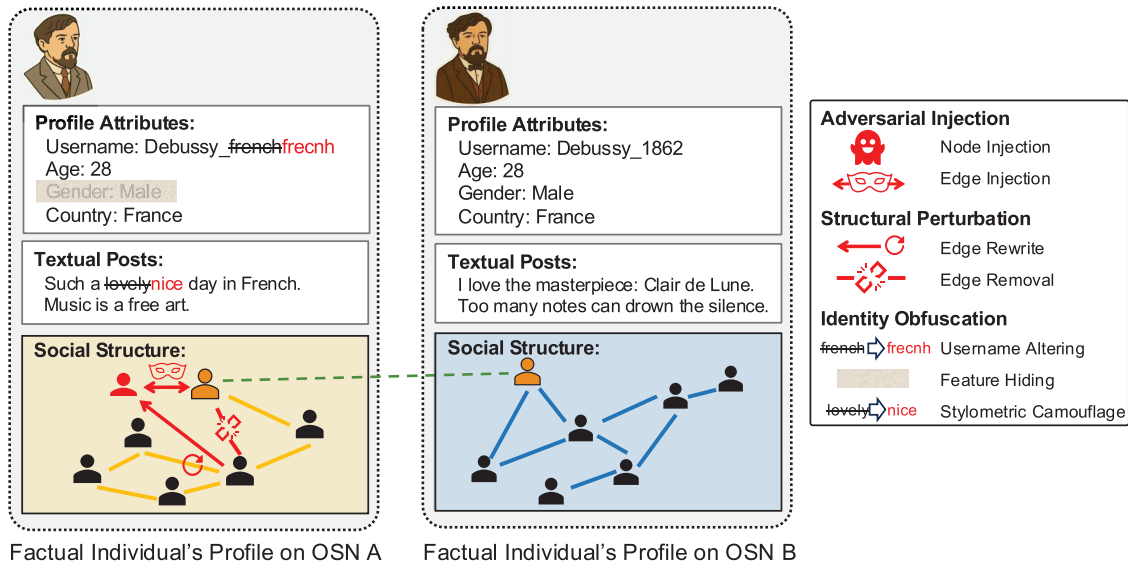 Profile Attributes:
Username: Debussy_frenchfrecnh
Age: 28
Gender: Male
Country: France
Textual Posts:
Such a lovelynice day in French.
Music is a free art.
Social Structure:
Factual Individual's Profile on OSN A
Profile Attributes:
Username: Debussy_1862
Age: 28
Gender: Male
Country: France
Textual Posts:
I love the masterpiece: Clair de Lune.
Too many notes can drown the silence.
Social Structure:
Factual Individual's Profile on OSN B
Adversarial Injection
Node Injection
Edge Injection
Structural Perturbation
Edge Rewrite
Edge Removal
Identity Obfuscation
french frecnh Username Altering
Feature Hiding
lovely nice Stylometric Camouflage